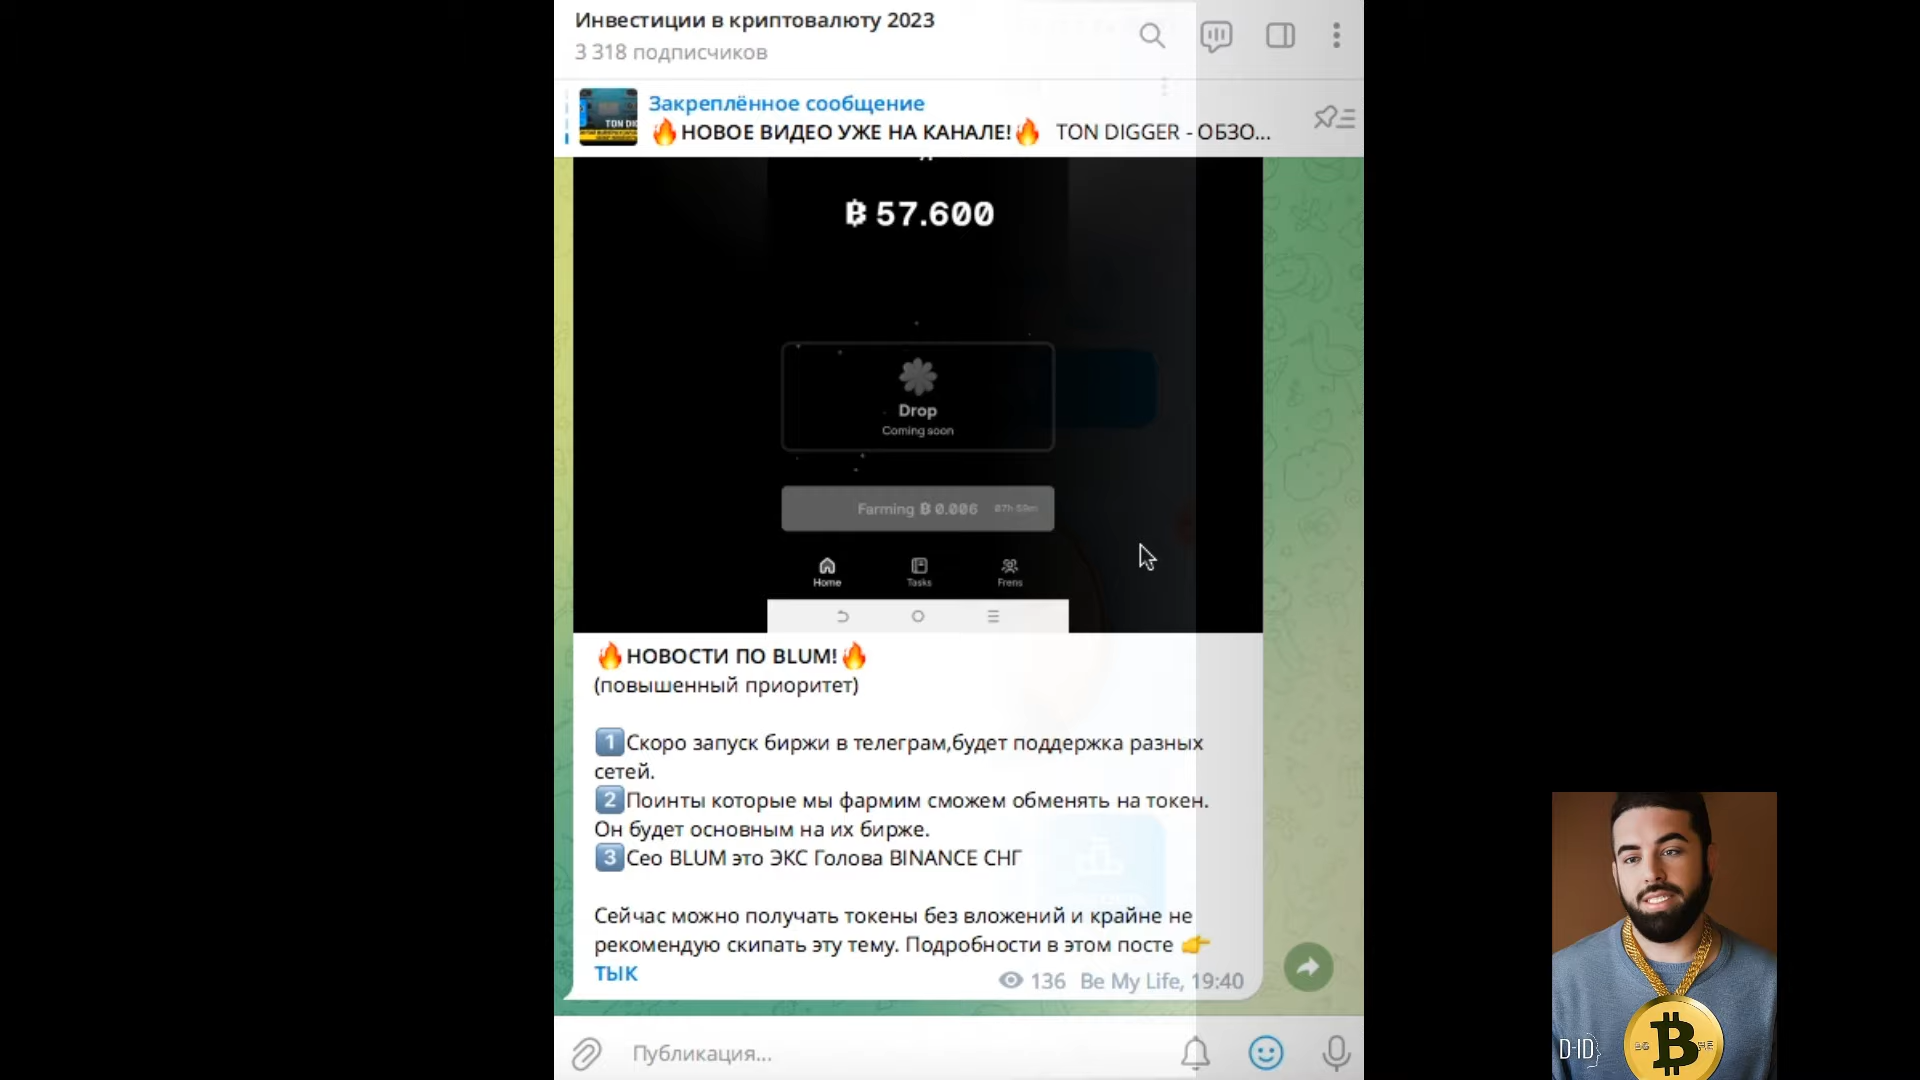 Инвестиции в криптовалюту 2023
3 318 подписчиков
Закреплённое сообщение
🔥НОВОЕ ВИДЕО УЖЕ НА КАНАЛЕ!🔥 TON DIGGER - ОБЗО...
TON DIG
฿ 57.600
Drop
Coming soon
Farming ฿ 0.006 07h 59m
Home Tasks Frens
🔥НОВОСТИ ПО BLUM!🔥
(повышенный приоритет)
1️⃣Скоро запуск биржи в телеграм,будет поддержка разных
сетей.
2️⃣Поинты которые мы фармим сможем обменять на токен.
Он будет основным на их бирже.
3️⃣Сео BLUM это ЭКС Голова BINANCE СНГ
Сейчас можно получать токены без вложений и крайне не
рекомендую скипать эту тему. Подробности в этом посте 👉
ТЫК
136 Be My Life, 19:40
Публикация...
D-ID